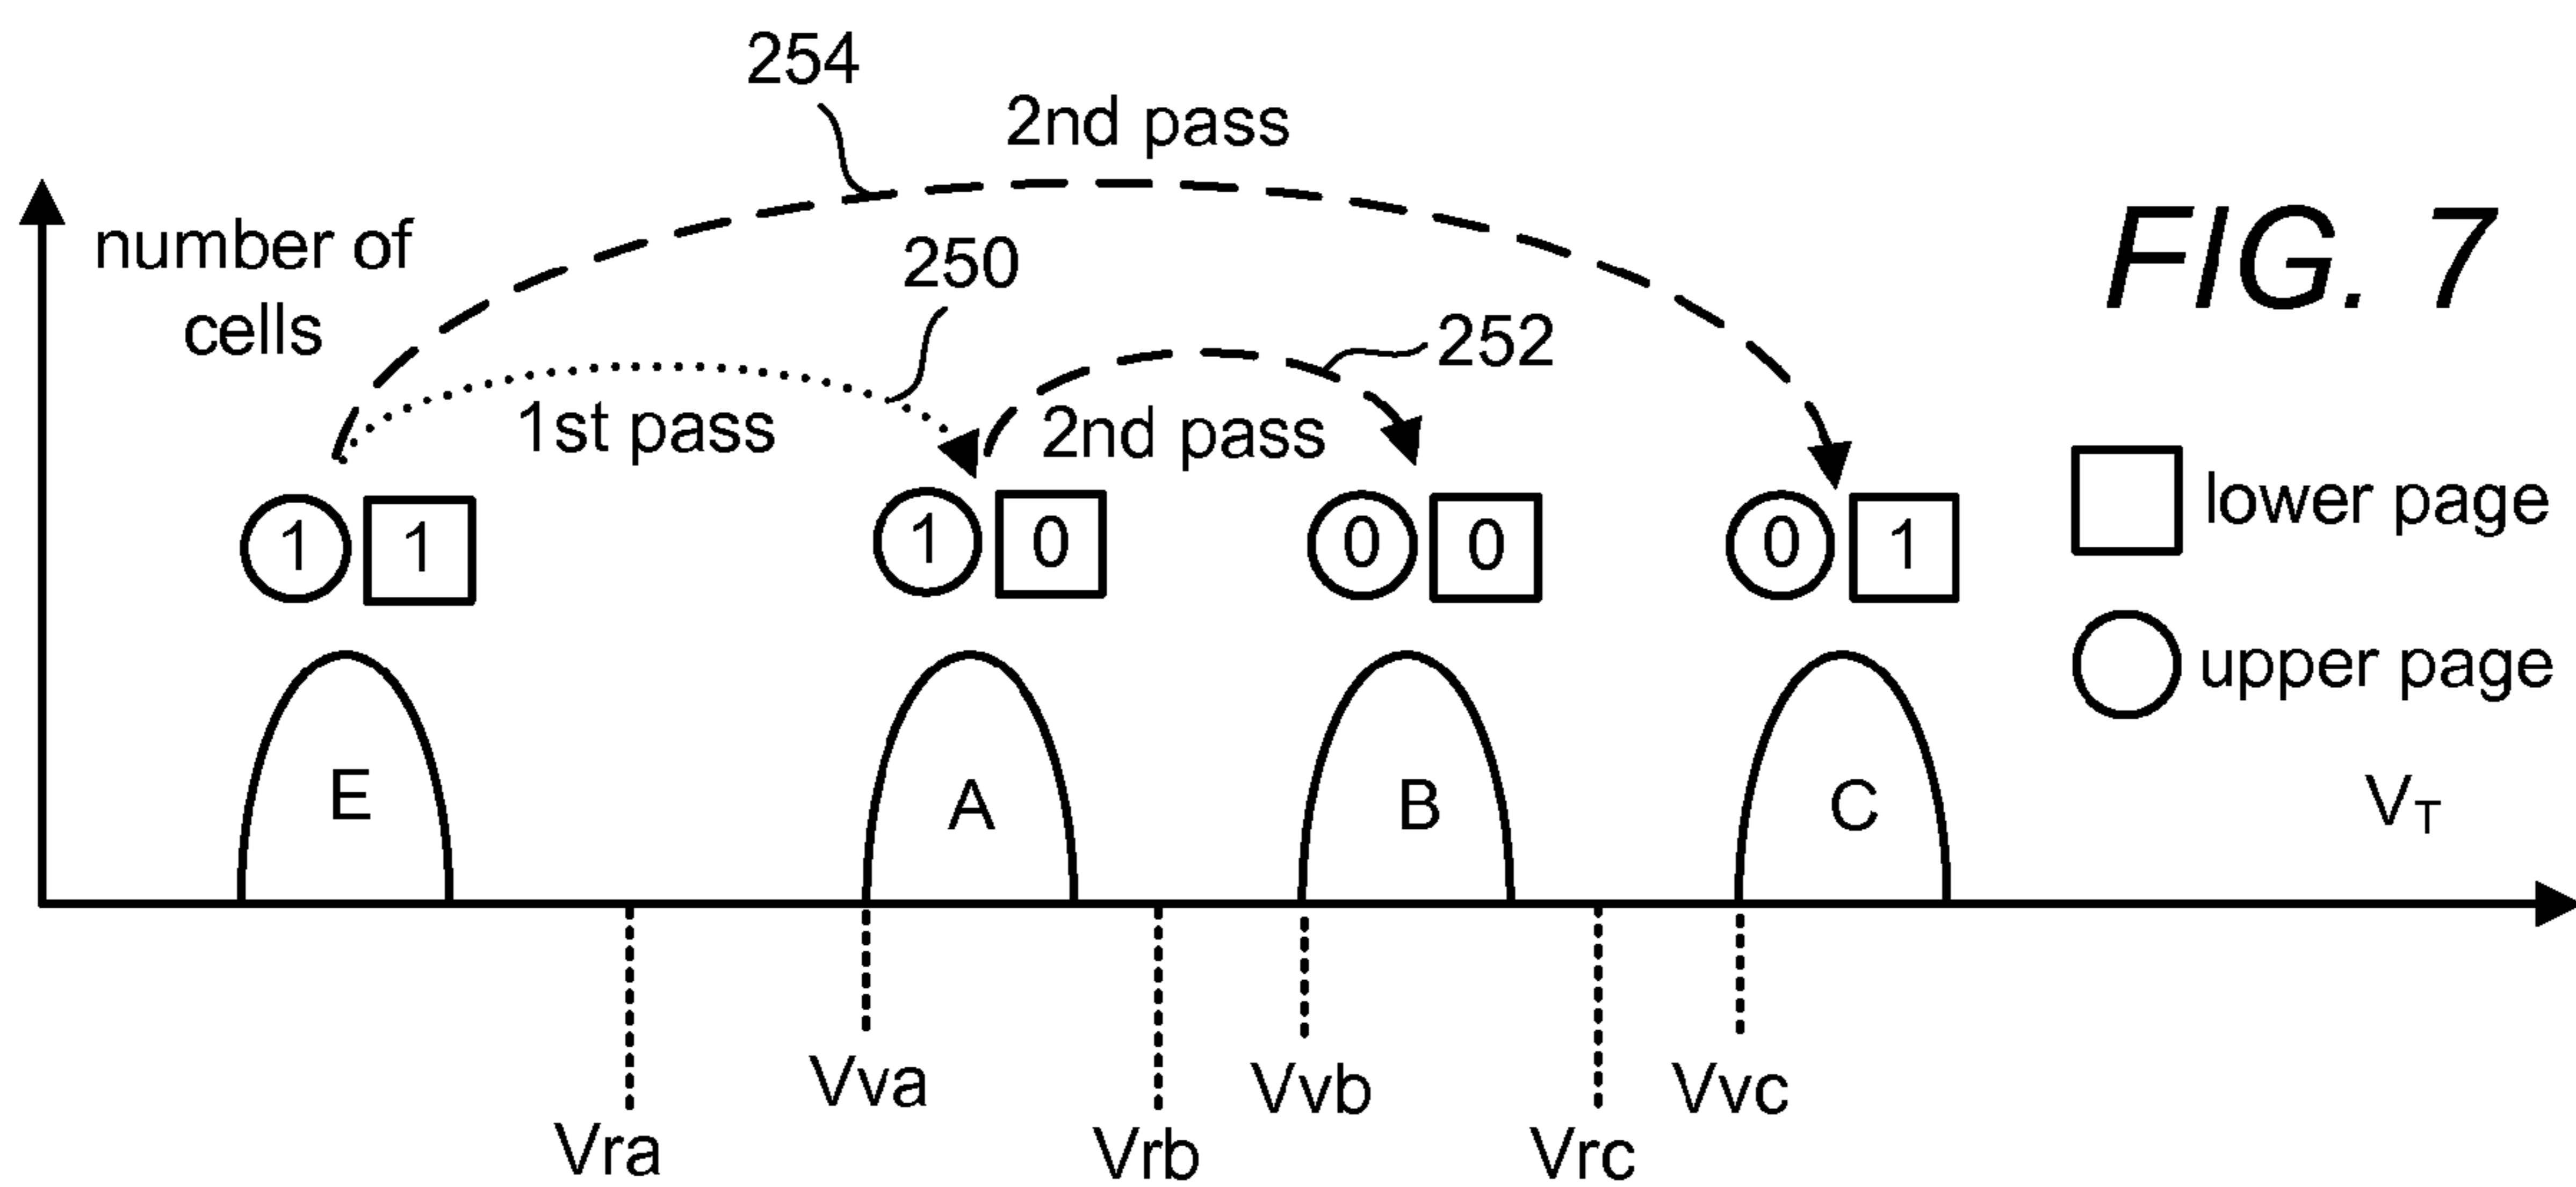 254
2nd pass
FIG. 7
number of
cells
250
252
1st pass
2nd pass
1 1
1 0
0 0
0 1
lower page
upper page
E
A
B
C
VT
Vva
Vvb
Vvc
Vra
Vrb
Vrc